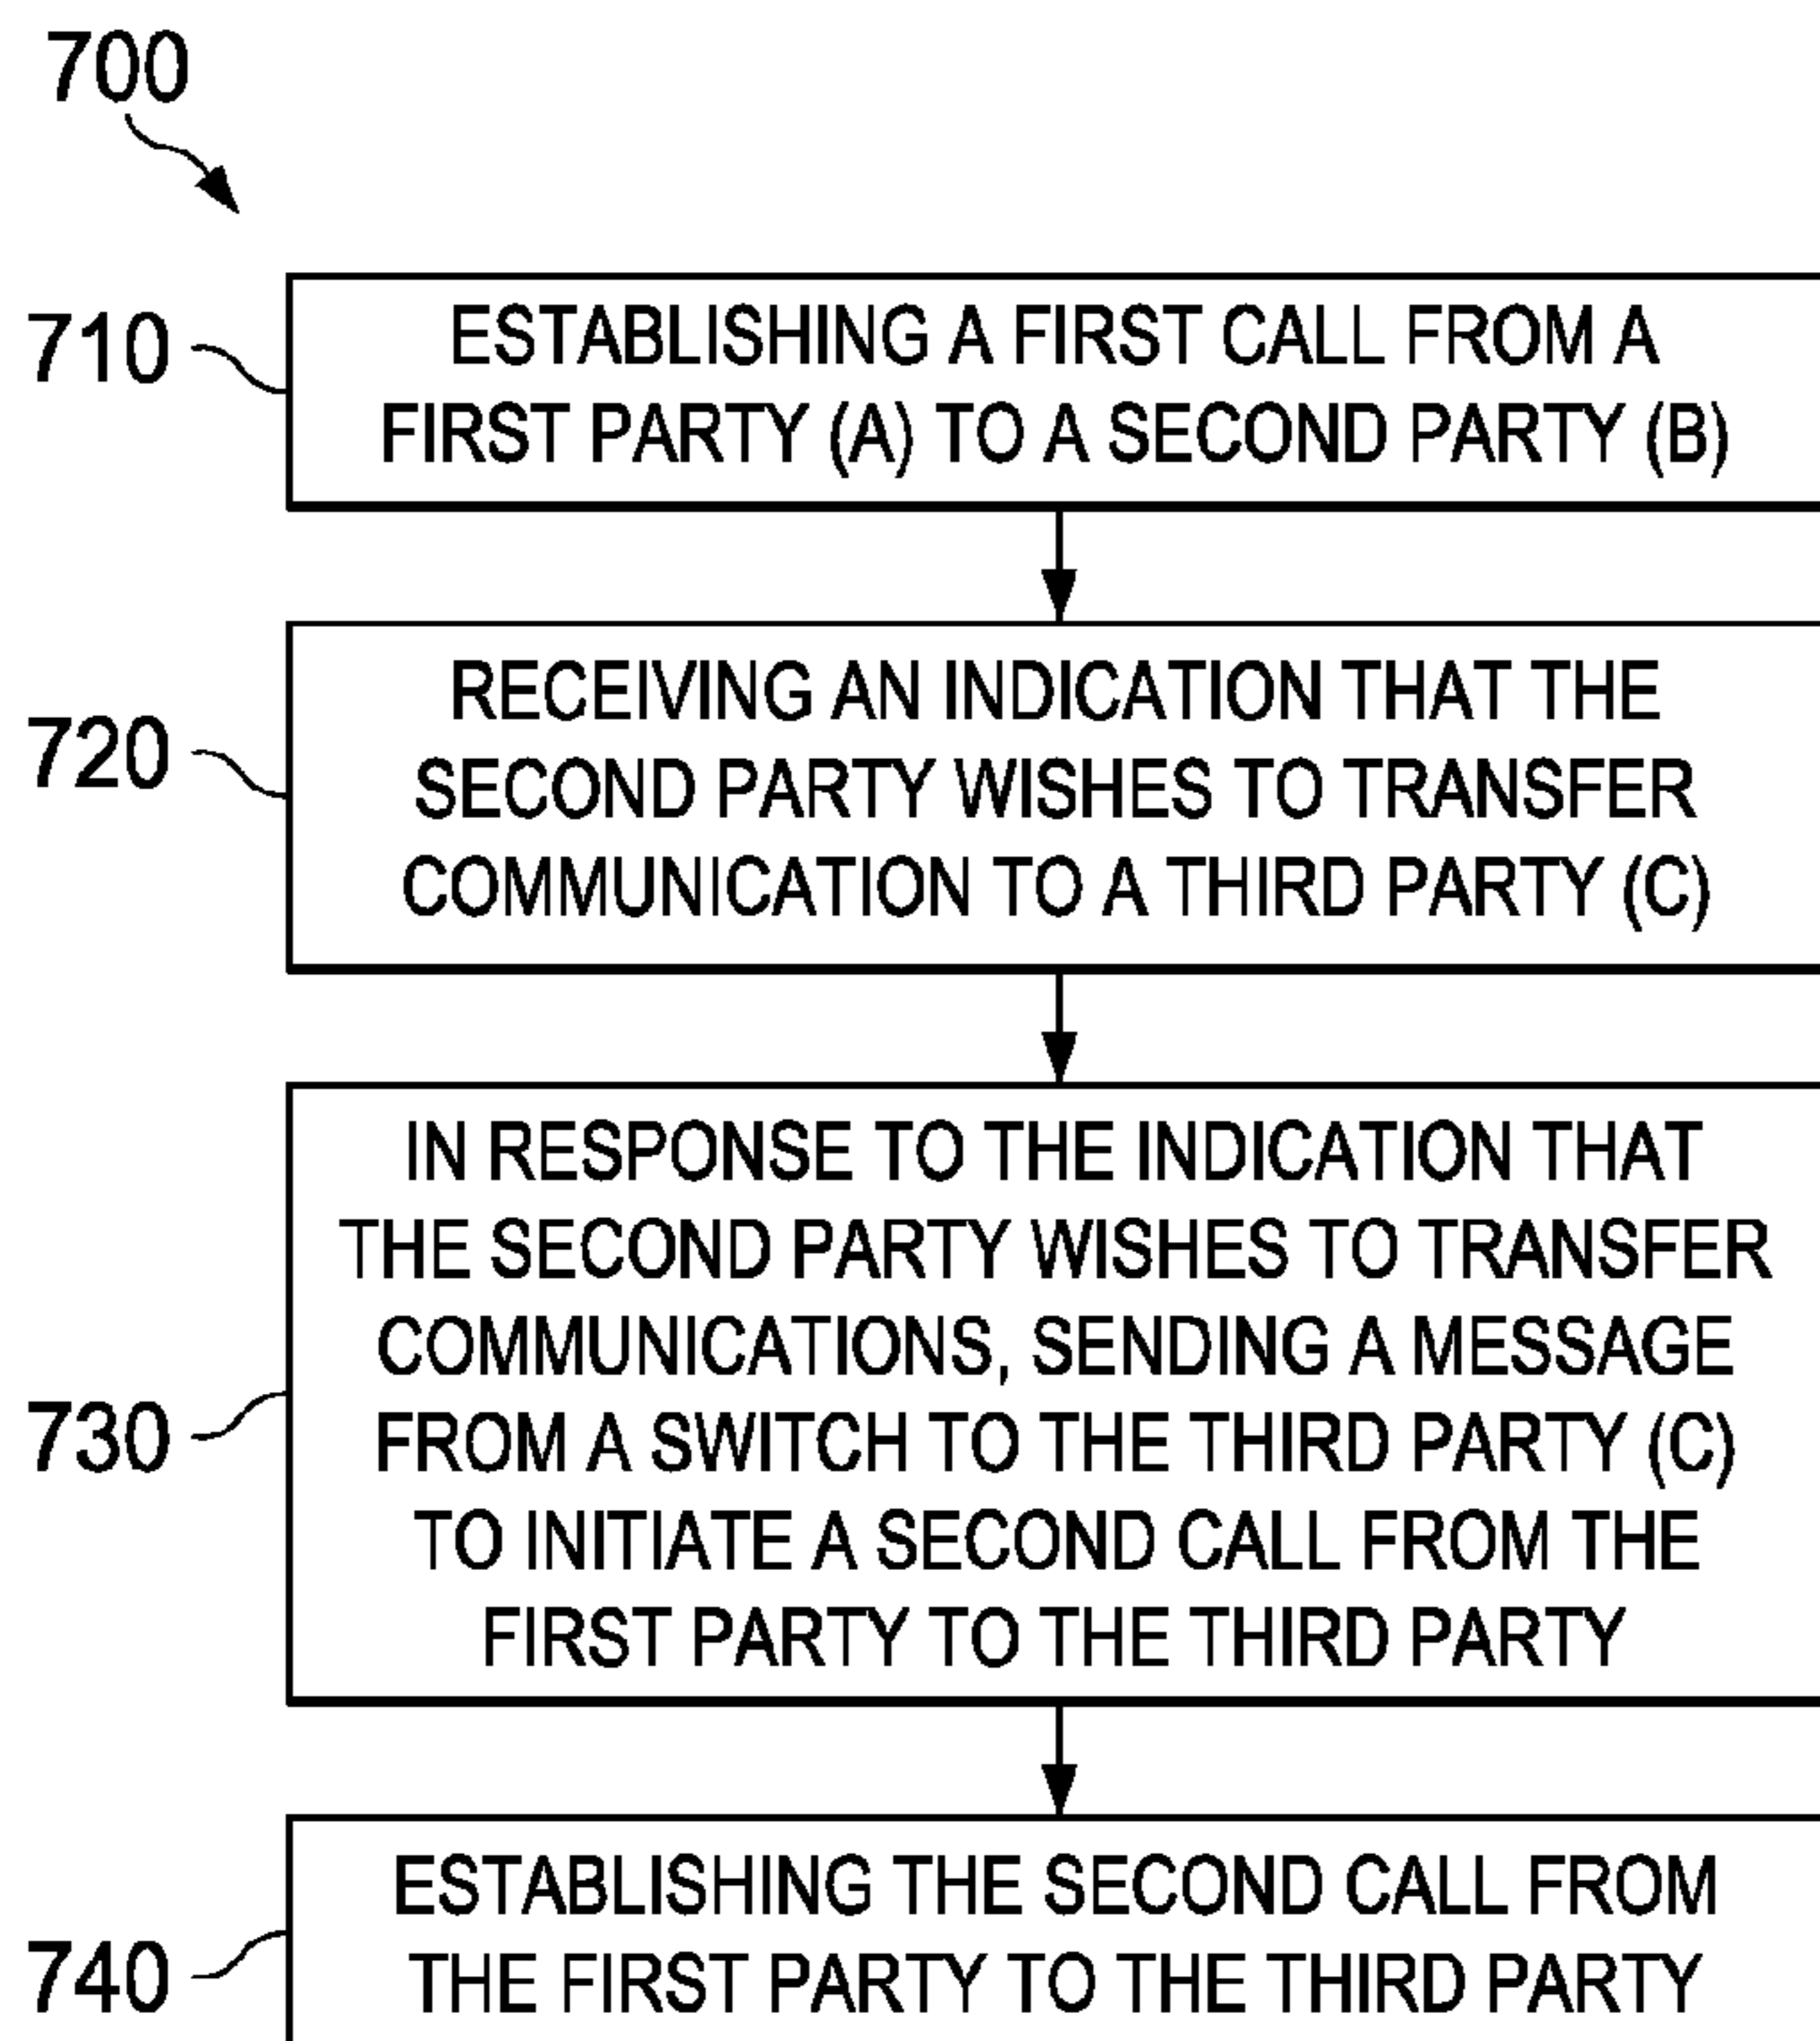 700
710
ESTABLISHING A FIRST CALL FROM A
FIRST PARTY (A) TO A SECOND PARTY (B)
720
RECEIVING AN INDICATION THAT THE
SECOND PARTY WISHES TO TRANSFER
COMMUNICATION TO A THIRD PARTY (C)
730
IN RESPONSE TO THE INDICATION THAT
THE SECOND PARTY WISHES TO TRANSFER
COMMUNICATIONS, SENDING A MESSAGE
FROM A SWITCH TO THE THIRD PARTY (C)
TO INITIATE A SECOND CALL FROM THE
FIRST PARTY TO THE THIRD PARTY
740
ESTABLISHING THE SECOND CALL FROM
THE FIRST PARTY TO THE THIRD PARTY